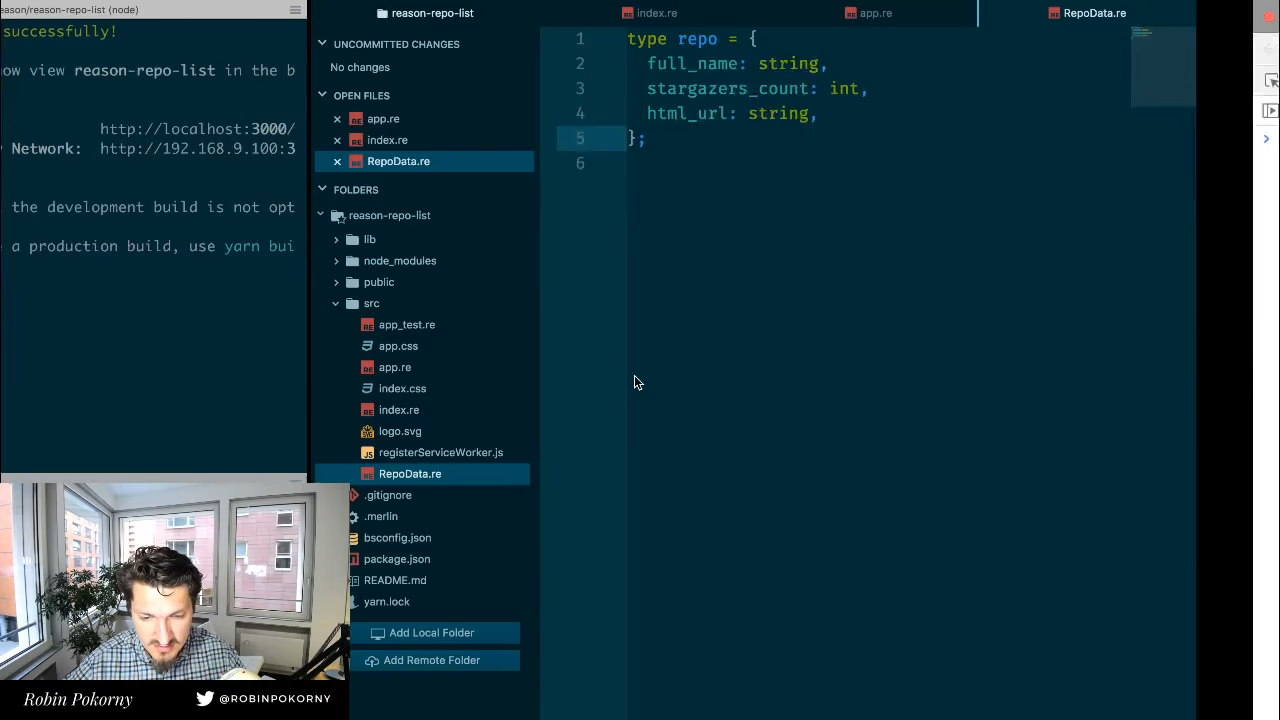 eason/reason-repo-list (node)
successfully!
ow view reason-repo-list in the b
http://localhost:3000/
Network: http://192.168.9.100:3
the development build is not opt
a production build, use yarn bui
reason-repo-list
UNCOMMITTED CHANGES
No changes
OPEN FILES
app.re
index.re
RepoData.re
FOLDERS
reason-repo-list
lib
node_modules
public
src
app_test.re
app.css
app.re
index.css
index.re
logo.svg
registerServiceWorker.js
RepoData.re
.gitignore
.merlin
bsconfig.json
package.json
README.md
yarn.lock
Add Local Folder
Add Remote Folder
index.re
app.re
RepoData.re
1 type repo = {
2 full_name: string,
3 stargazers_count: int,
4 html_url: string,
5 };
6
Robin Pokorny
@ROBINPOKORNY